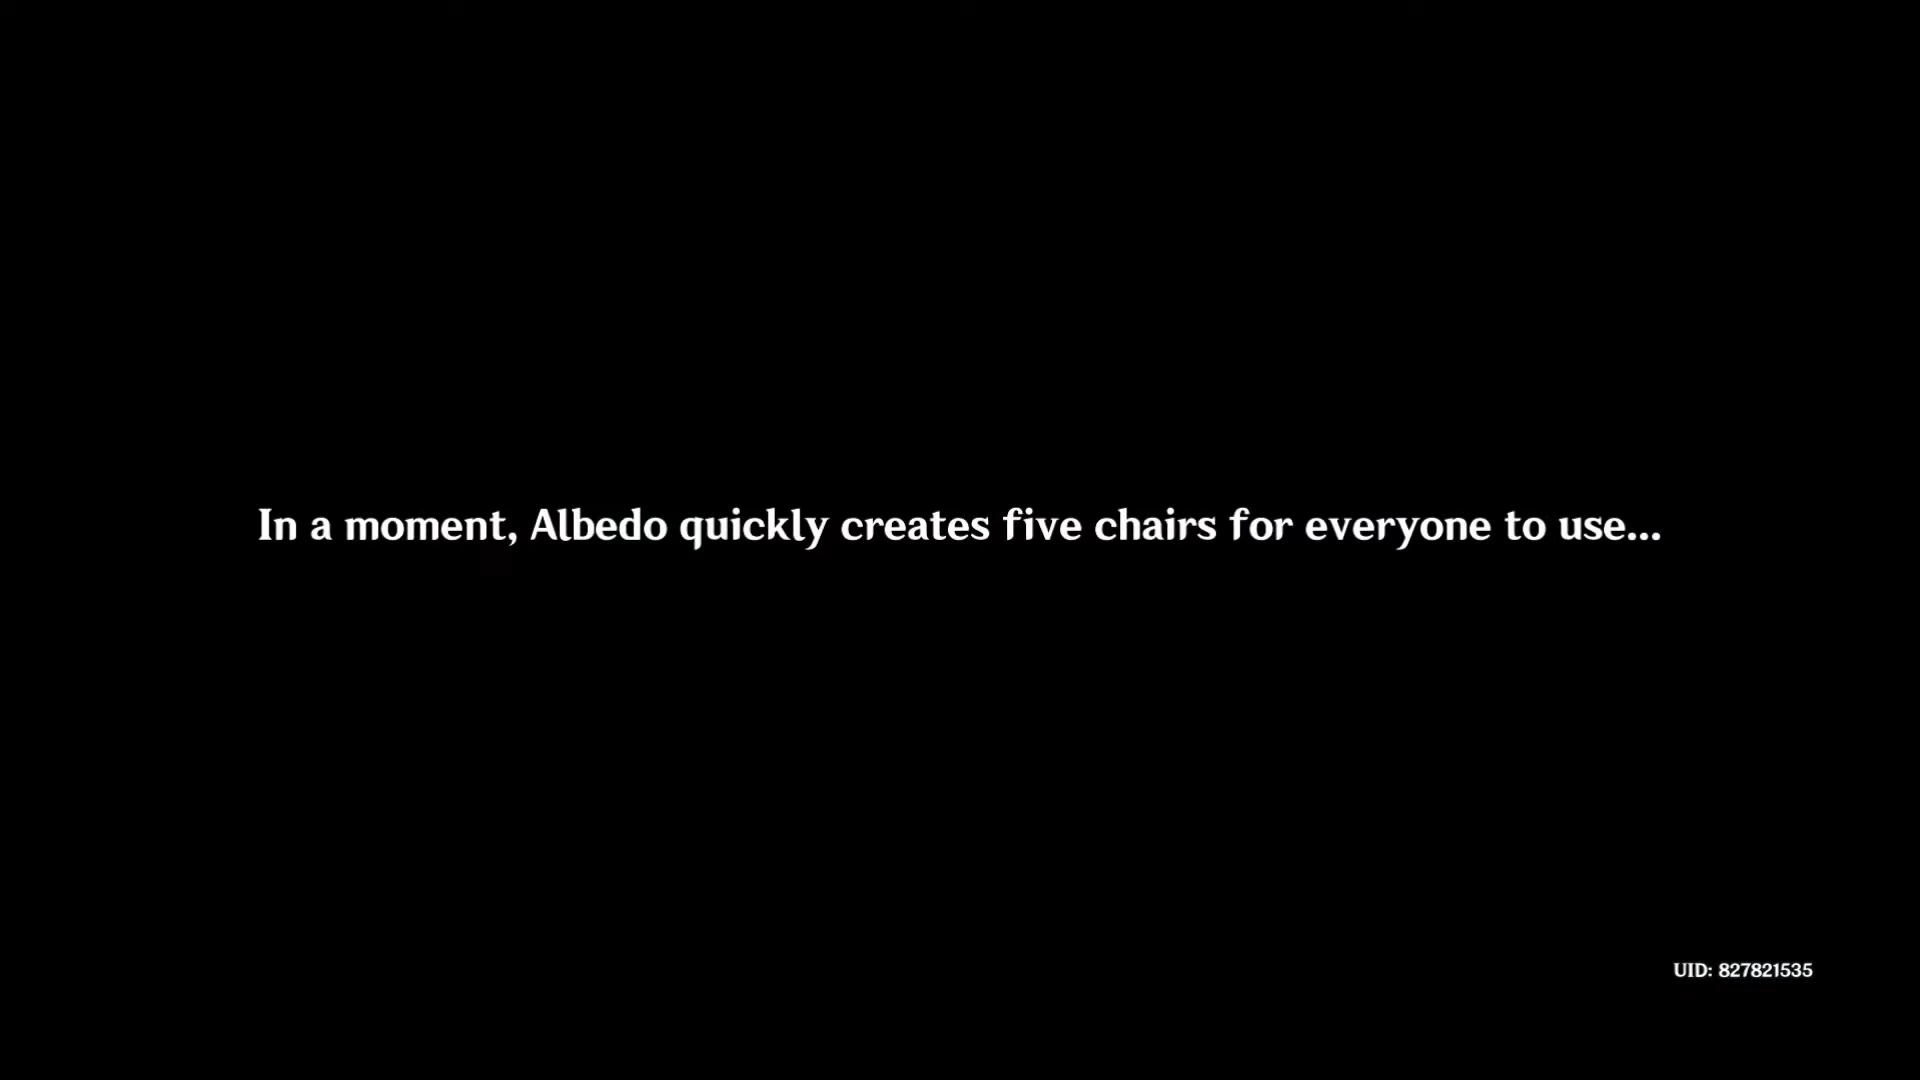 In a moment, Albedo quickly creates five chairs for everyone to use...
UID: 827821535